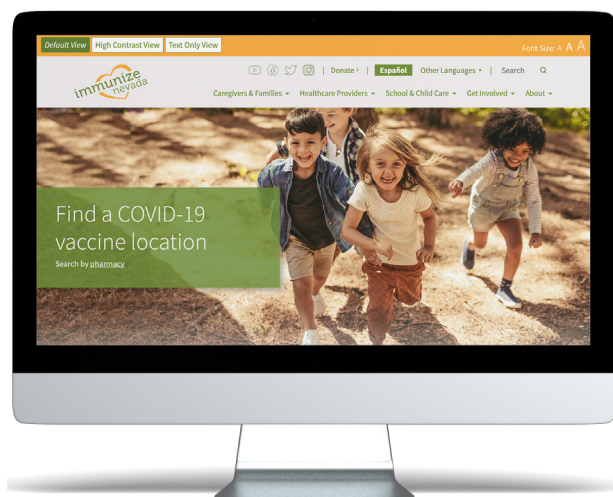 Default View High Contrast View Text Only View Font Size: A A A
immunize
nevada
Donate › | Español Other Languages | Search
Caregivers & Families Healthcare Providers School & Child Care Get Involved About
Find a COVID-19
vaccine location
Search by pharmacy